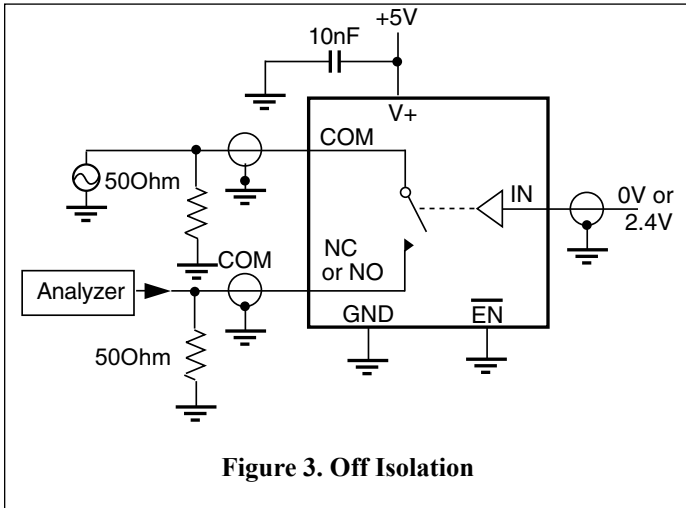 +5V
10nF
V+
COM
50Ohm
IN
0V or
2.4V
NC
or NO
COM
Analyzer
GND
EN
50Ohm
Figure 3. Off Isolation